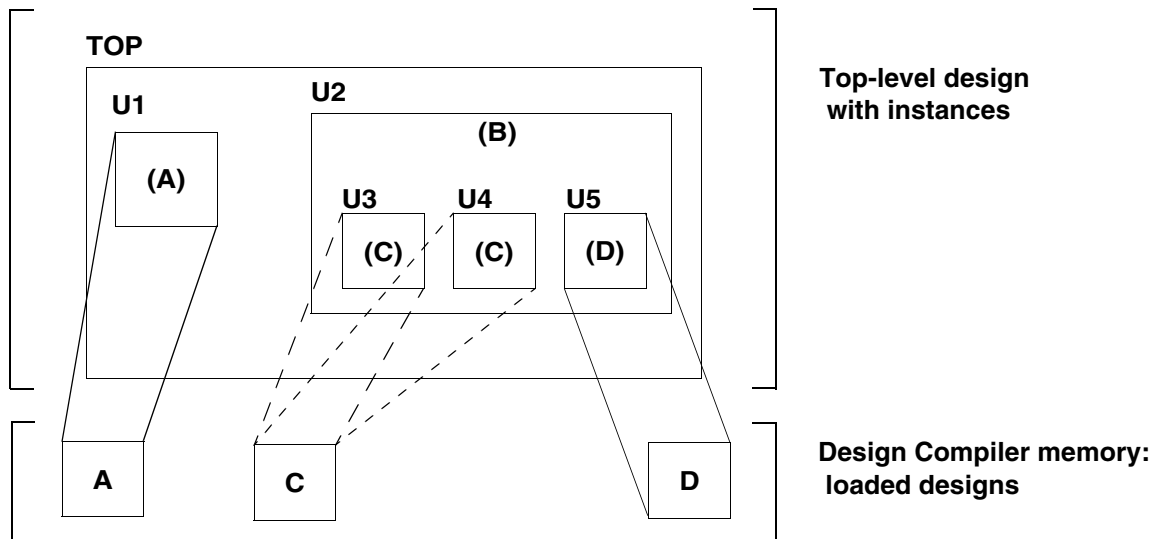 TOP
Top-level design
with instances
U1
U2
(B)
(A)
U3
U4
U5
(C)
(C)
(D)
A
C
D
Design Compiler memory:
loaded designs